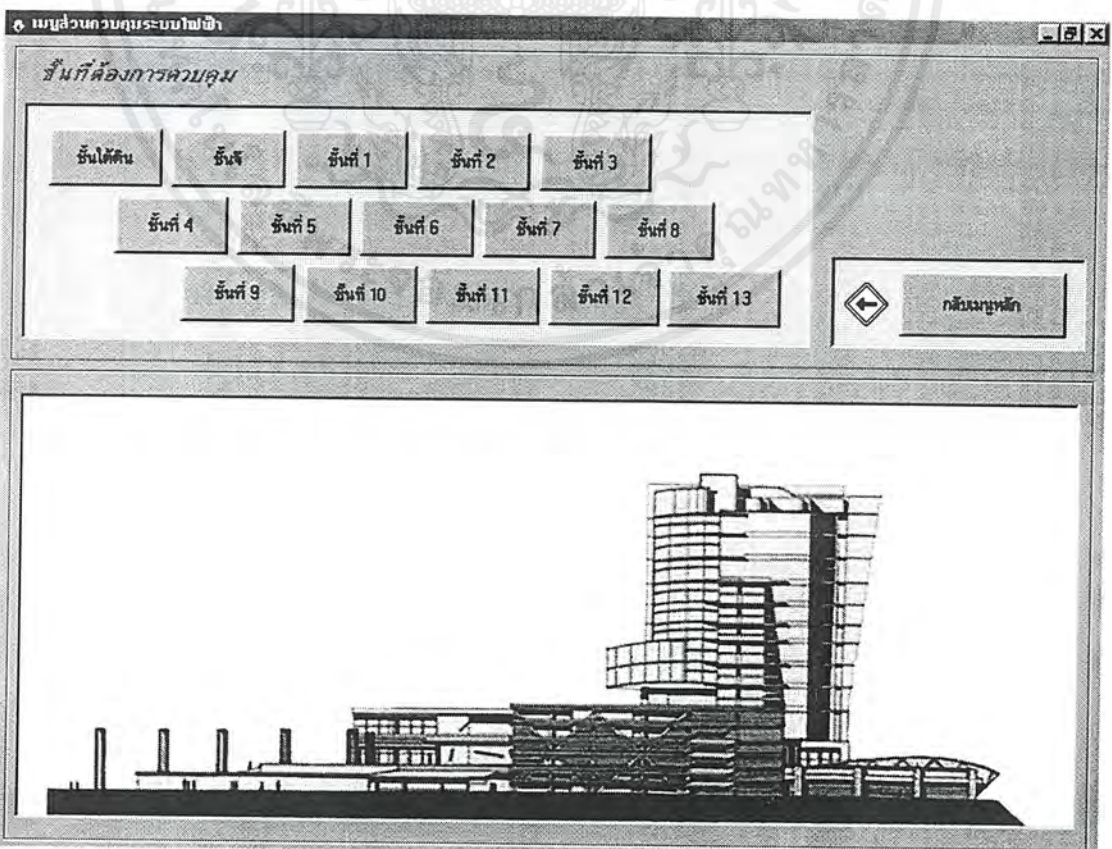 เมนูส่วนควบคุมระบบไฟฟ้า
ชั้นที่ต้องการควบคุม
ชั้นใต้ดิน ชั้นจี ชั้นที่ 1 ชั้นที่ 2 ชั้นที่ 3
ชั้นที่ 4 ชั้นที่ 5 ชั้นที่ 6 ชั้นที่ 7 ชั้นที่ 8
ชั้นที่ 9 ชั้นที่ 10 ชั้นที่ 11 ชั้นที่ 12 ชั้นที่ 13
กลับเมนูหลัก